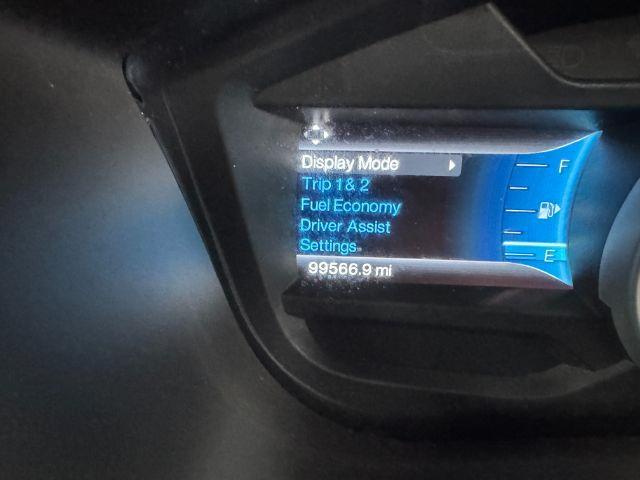 Display Mode
Trip 1 & 2
Fuel Economy
Driver Assist
Settings
99566.9 mi
F
E